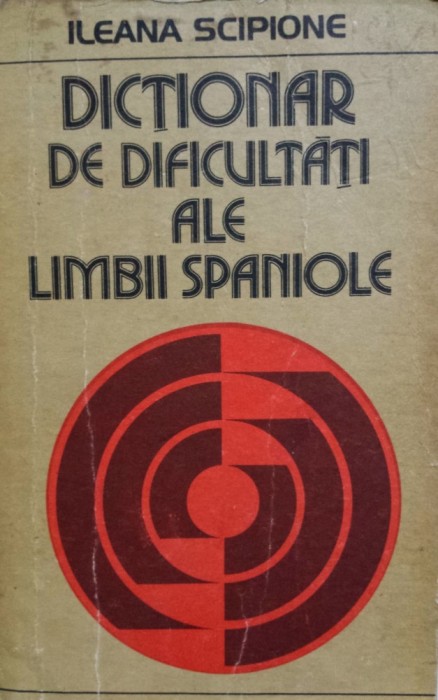 ILEANA SCIPIONE
DICȚIONAR
DE DIFICULTĂȚI
ALE
LIMBII SPANIOLE